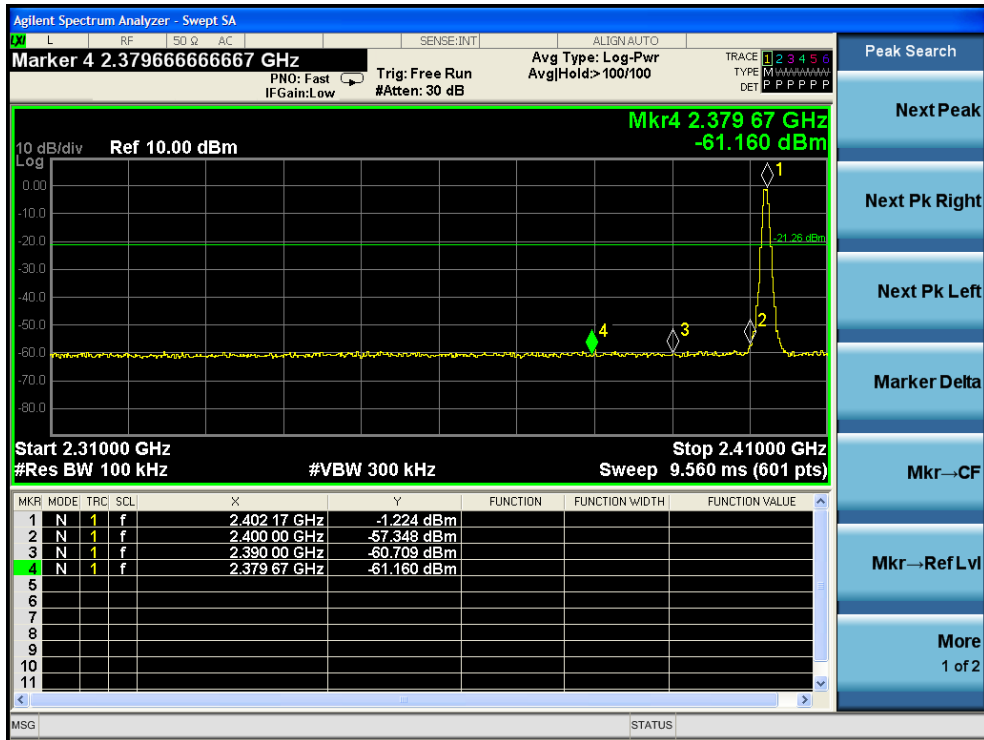 Agilent Spectrum Analyzer - Swept SA
LXI L RF 50 Ω AC SENSE:INT ALIGN AUTO
Marker 4 2.379666666667 GHz
PNO: Fast
IFGain:Low
Trig: Free Run
#Atten: 30 dB
Avg Type: Log-Pwr
Avg|Hold:> 100/100
TRACE 1 2 3 4 5 6
TYPE M
DET P P P P P P
Mkr4 2.379 67 GHz
-61.160 dBm
10 dB/div Ref 10.00 dBm
Log
0.00
-10.0
-20.0
-30.0
-40.0
-50.0
-60.0
-70.0
-80.0
1
-21.26 dBm
2
3
4
Start 2.31000 GHz Stop 2.41000 GHz
#Res BW 100 kHz #VBW 300 kHz Sweep 9.560 ms (601 pts)
MKR MODE TRC SCL X Y FUNCTION FUNCTION WIDTH FUNCTION VALUE
1 N 1 f 2.402 17 GHz -1.224 dBm
2 N 1 f 2.400 00 GHz -57.348 dBm
3 N 1 f 2.390 00 GHz -60.709 dBm
4 N 1 f 2.379 67 GHz -61.160 dBm
5
6
7
8
9
10
11
MSG STATUS
Peak Search
Next Peak
Next Pk Right
Next Pk Left
Marker Delta
Mkr→CF
Mkr→Ref Lvl
More
1 of 2